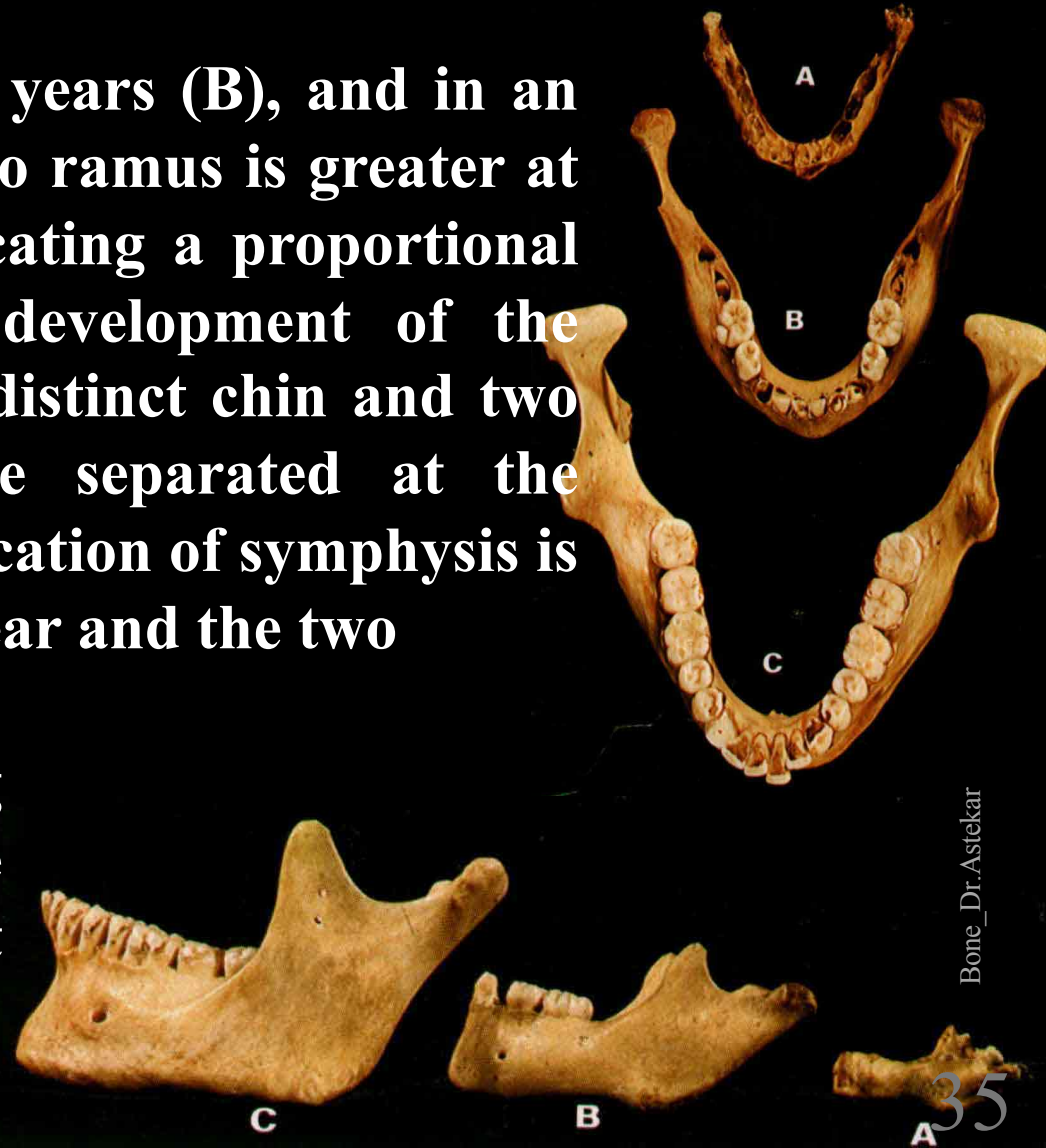 years (B), and in an
o ramus is greater at
cating a proportional
development of the
distinct chin and two
e separated at the
cation of symphysis is
ar and the two
A
B
C
Bone_Dr.Astekar
C
B
A
35